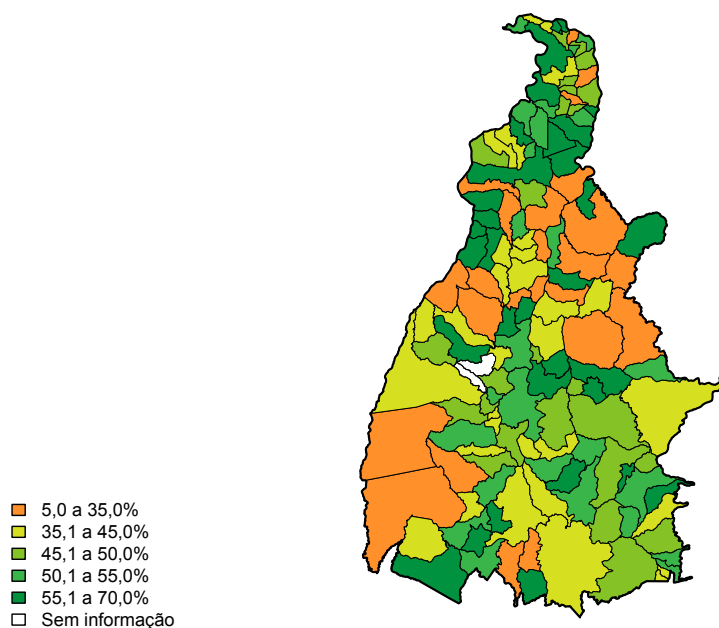 5,0 a 35,0%
35,1 a 45,0%
45,1 a 50,0%
50,1 a 55,0%
55,1 a 70,0%
Sem informação